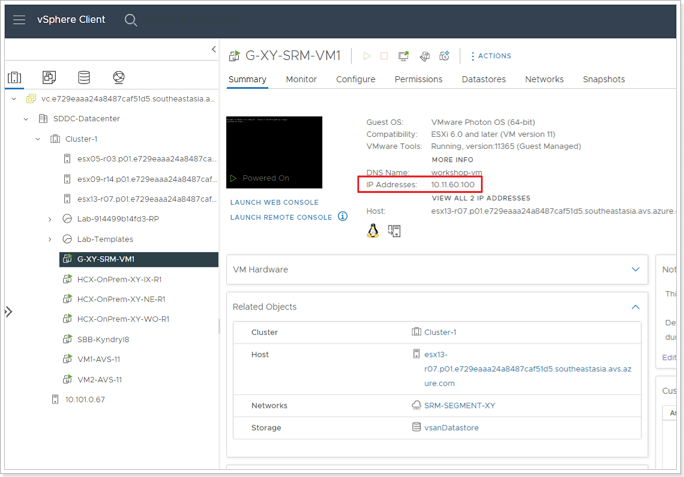 vSphere Client
G-XY-SRM-VM1
ACTIONS
Summary Monitor Configure Permissions Datastores Networks Snapshots
vc.e729eaaa24a8487caf51d5.southeastasia.a...
SDDC-Datacenter
Cluster-1
esx05-r03.p01.e729eaaa24a8487ca...
esx09-r14.p01.e729eaaa24a8487caf...
esx13-r07.p01.e729eaaa24a8487caf...
Lab-914499b14fd3-RP
Lab-Templates
G-XY-SRM-VM1
HCX-OnPrem-XY-IX-R1
HCX-OnPrem-XY-NE-R1
HCX-OnPrem-XY-WO-R1
SBB-Kyndryl8
VM1-AVS-11
VM2-AVS-11
10.101.0.67
Powered On
LAUNCH WEB CONSOLE
LAUNCH REMOTE CONSOLE
Guest OS: VMware Photon OS (64-bit)
Compatibility: ESXi 6.0 and later (VM version 11)
VMware Tools: Running, version:11365 (Guest Managed)
MORE INFO
DNS Name: workshop-vm
IP Addresses: 10.11.60.100
VIEW ALL 2 IP ADDRESSES
Host: esx13-r07.p01.e729eaaa24a8487caf51d5.southeastasia.avs.azure.
VM Hardware
Related Objects
Cluster Cluster-1
Host esx13-
r07.p01.e729eaaa24a8487caf51d5.southeastasia.avs.az
ure.com
Networks SRM-SEGMENT-XY
Storage vsanDatastore
Not
Thi
De
du
Edit
Cus